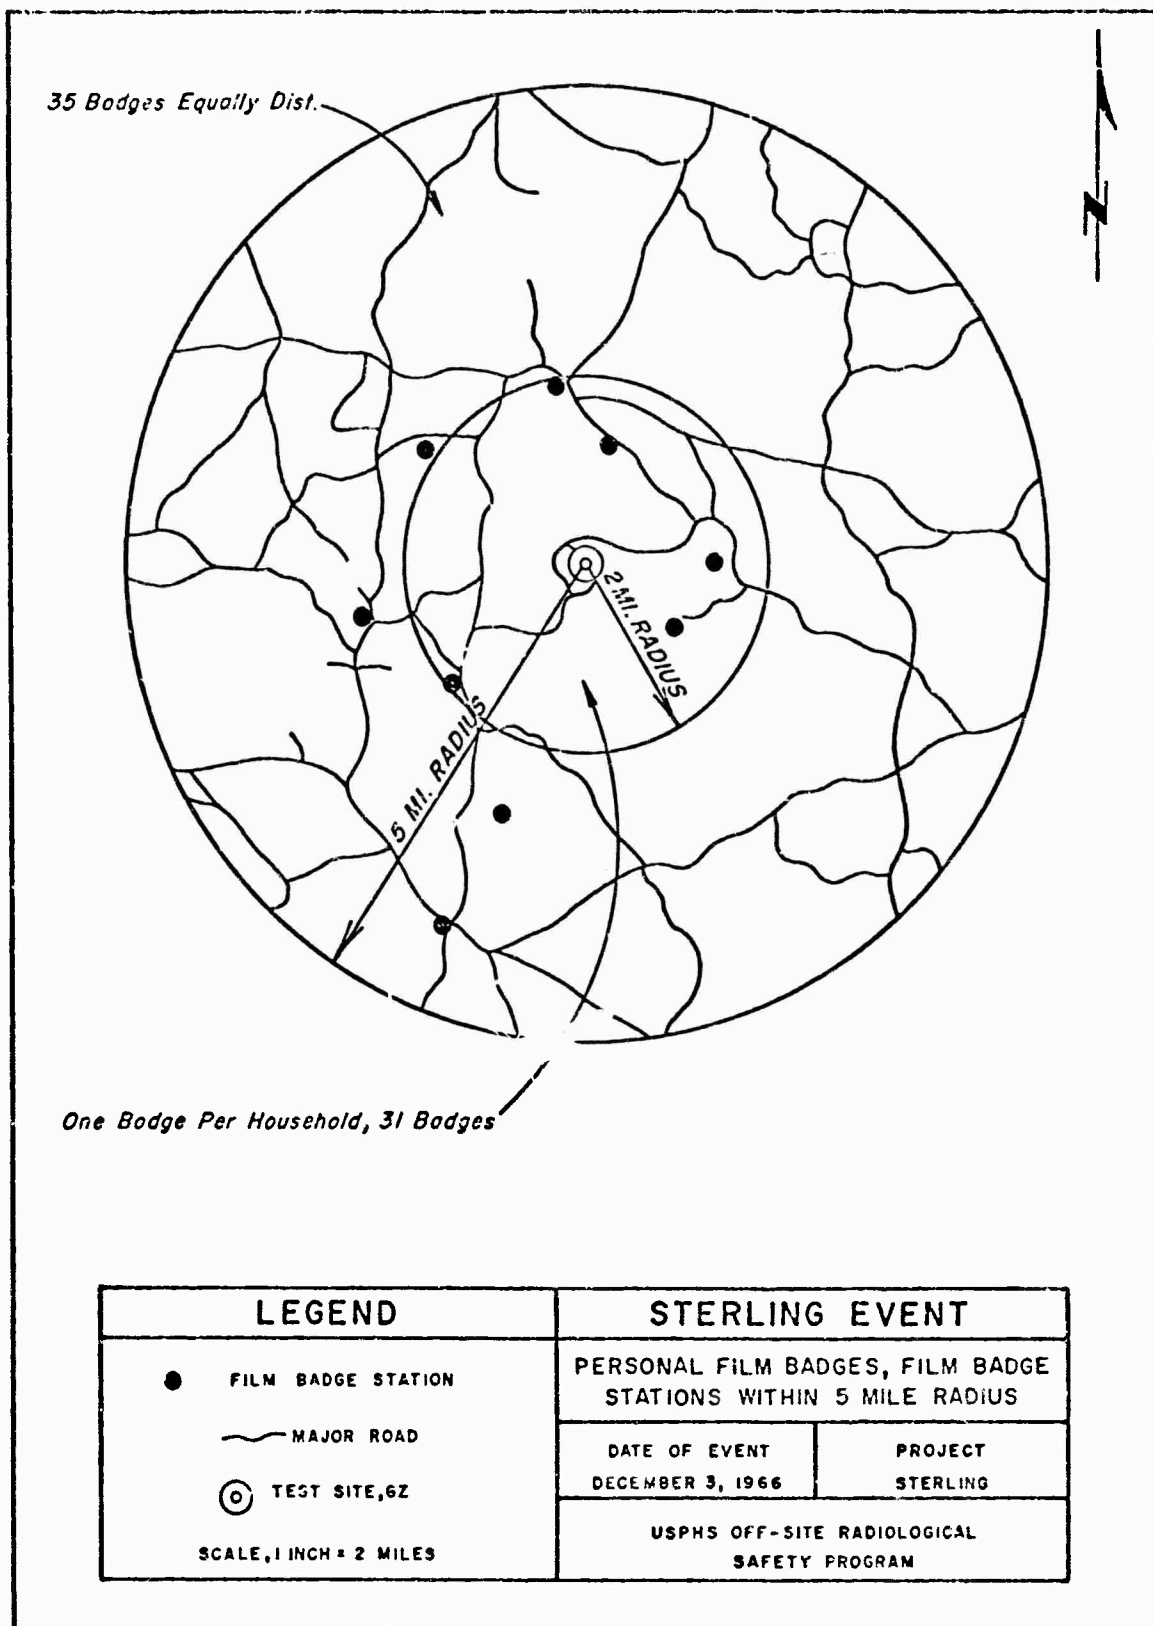 35 Badges Equally Dist.
N
2 MI. RADIUS
5 MI. RADIUS
One Badge Per Household, 31 Badges
LEGEND
FILM BADGE STATION
MAJOR ROAD
TEST SITE, GZ
SCALE, 1 INCH = 2 MILES
STERLING EVENT
PERSONAL FILM BADGES, FILM BADGE
STATIONS WITHIN 5 MILE RADIUS
DATE OF EVENT
DECEMBER 3, 1966
PROJECT
STERLING
USPHS OFF-SITE RADIOLOGICAL
SAFETY PROGRAM